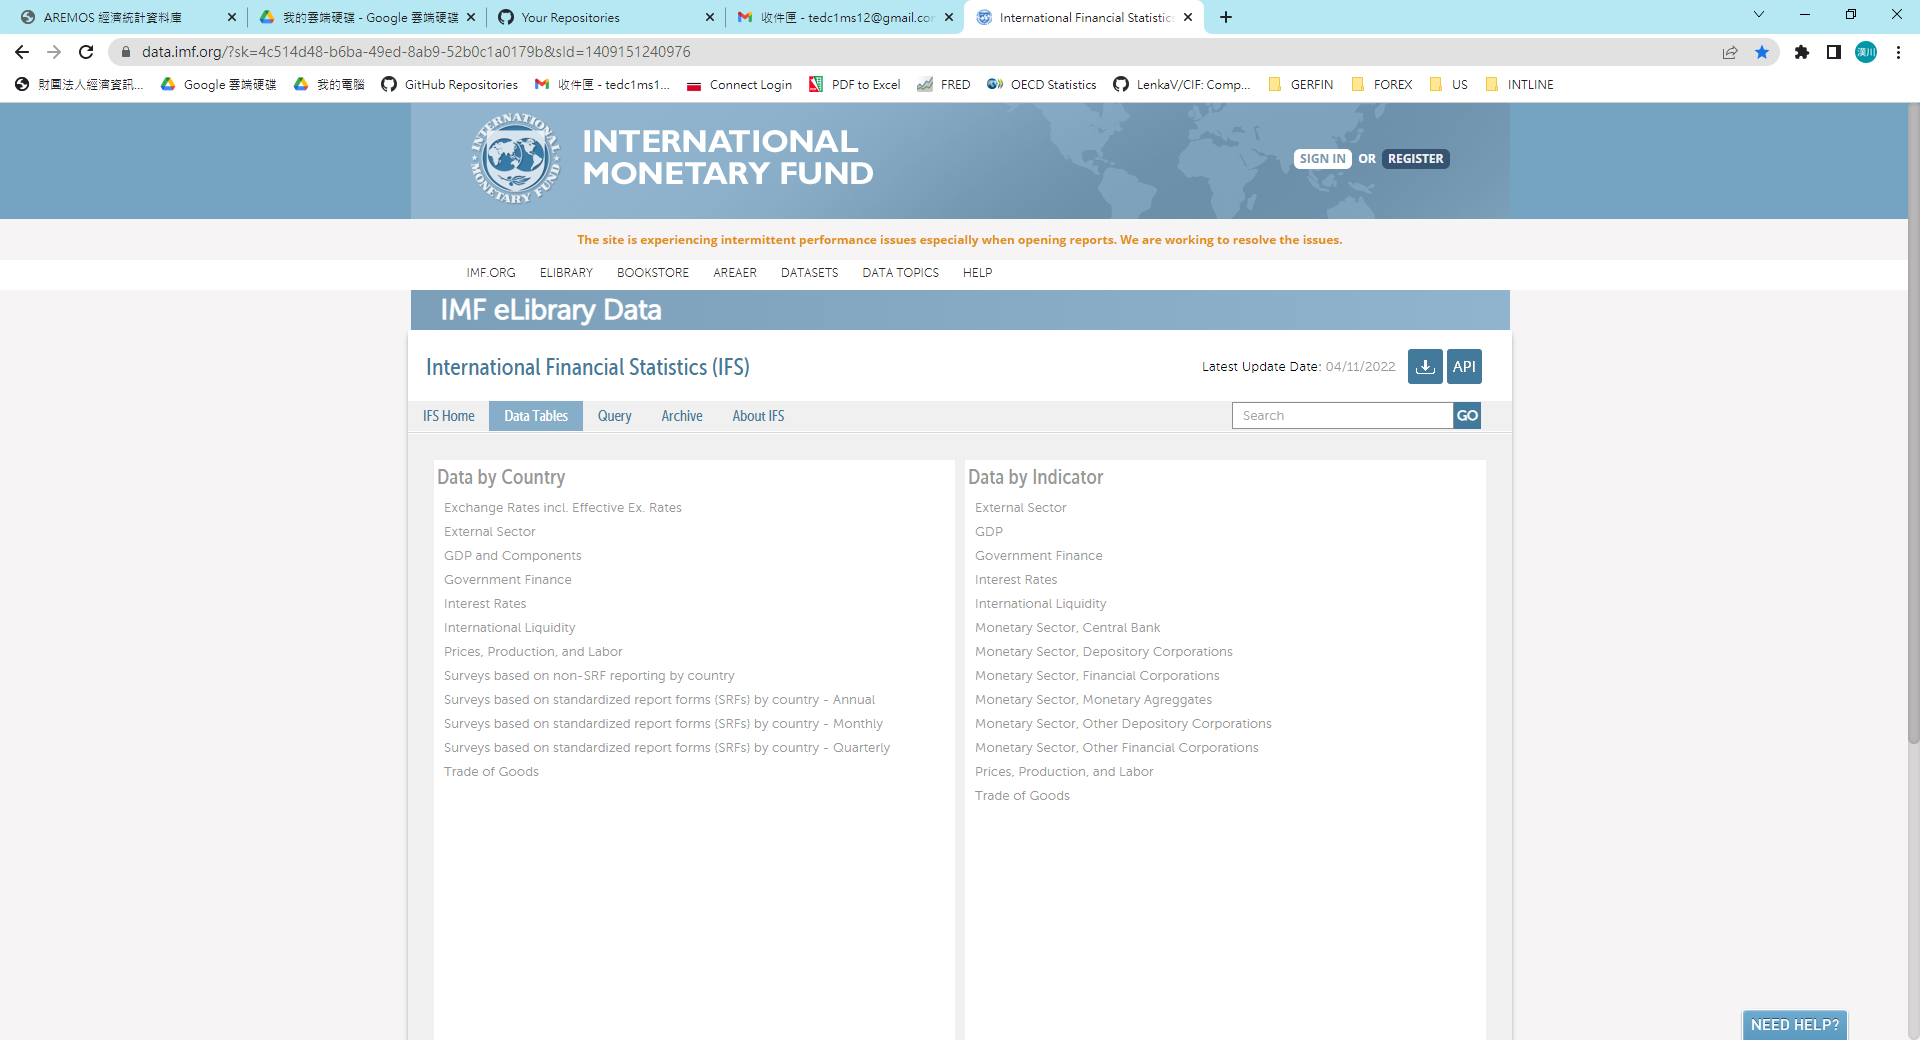 AREMOS 經濟統計資料庫
我的雲端硬碟 - Google 雲端硬碟
Your Repositories
收件匣 - tedc1ms12@gmail.co
International Financial Statistics
data.imf.org/?sk=4c514d48-b6ba-49ed-8ab9-52b0c1a0179b&sId=1409151240976
漢川
財團法人經濟資訊...
Google 雲端硬碟
我的電腦
GitHub Repositories
收件匣 - tedc1ms1...
Connect Login
PDF to Excel
FRED
OECD Statistics
LenkaV/CIF: Comp...
GERFIN
FOREX
US
INTLINE
INTERNATIONAL MONETARY FUND
INTERNATIONAL
MONETARY FUND
SIGN IN OR REGISTER
The site is experiencing intermittent performance issues especially when opening reports. We are working to resolve the issues.
IMF.ORG ELIBRARY BOOKSTORE AREAER DATASETS DATA TOPICS HELP
IMF eLibrary Data
International Financial Statistics (IFS)
Latest Update Date: 04/11/2022
API
IFS Home Data Tables Query Archive About IFS
Search GO
Data by Country
Exchange Rates incl. Effective Ex. Rates
External Sector
GDP and Components
Government Finance
Interest Rates
International Liquidity
Prices, Production, and Labor
Surveys based on non-SRF reporting by country
Surveys based on standardized report forms (SRFs) by country - Annual
Surveys based on standardized report forms (SRFs) by country - Monthly
Surveys based on standardized report forms (SRFs) by country - Quarterly
Trade of Goods
Data by Indicator
External Sector
GDP
Government Finance
Interest Rates
International Liquidity
Monetary Sector, Central Bank
Monetary Sector, Depository Corporations
Monetary Sector, Financial Corporations
Monetary Sector, Monetary Agreggates
Monetary Sector, Other Depository Corporations
Monetary Sector, Other Financial Corporations
Prices, Production, and Labor
Trade of Goods
NEED HELP?